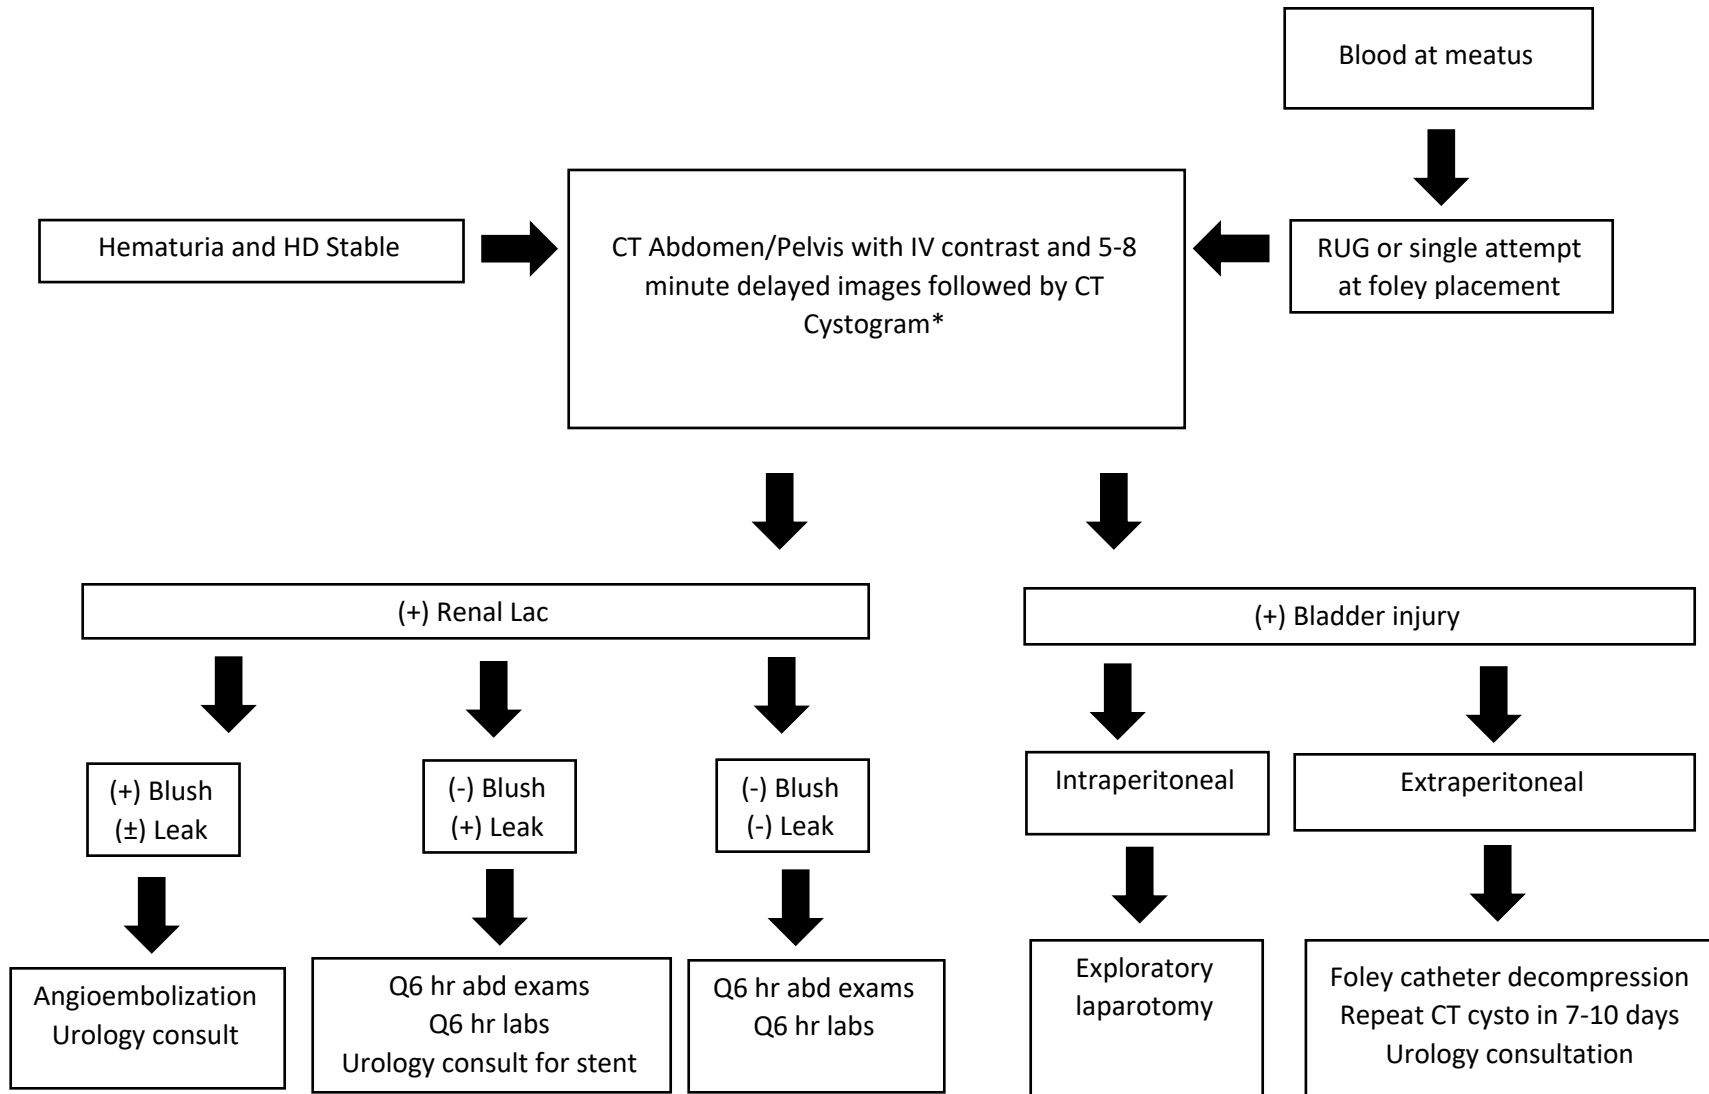 Blood at meatus
Hematuria and HD Stable
CT Abdomen/Pelvis with IV contrast and 5-8
minute delayed images followed by CT
Cystogram*
RUG or single attempt
at foley placement
(+) Renal Lac
(+) Bladder injury
(+) Blush
(±) Leak
(-) Blush
(+) Leak
(-) Blush
(-) Leak
Intraperitoneal
Extraperitoneal
Angioembolization
Urology consult
Q6 hr abd exams
Q6 hr labs
Urology consult for stent
Q6 hr abd exams
Q6 hr labs
Exploratory
laparotomy
Foley catheter decompression
Repeat CT cysto in 7-10 days
Urology consultation